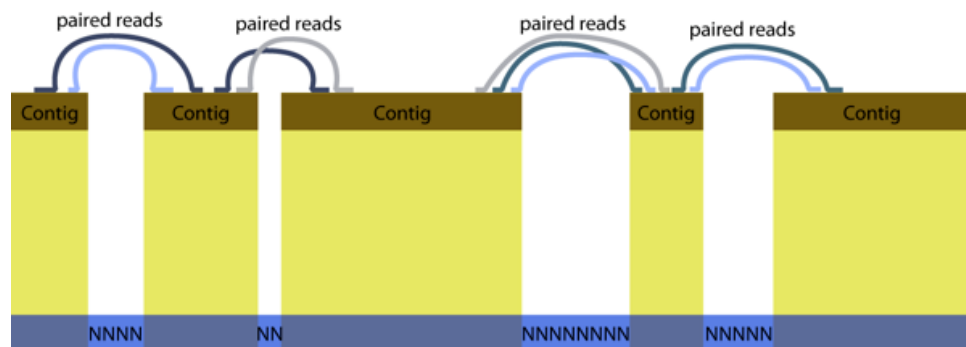 paired reads paired reads paired reads paired reads
Contig Contig Contig Contig Contig
NNNN NN NNNNNNNN NNNNN